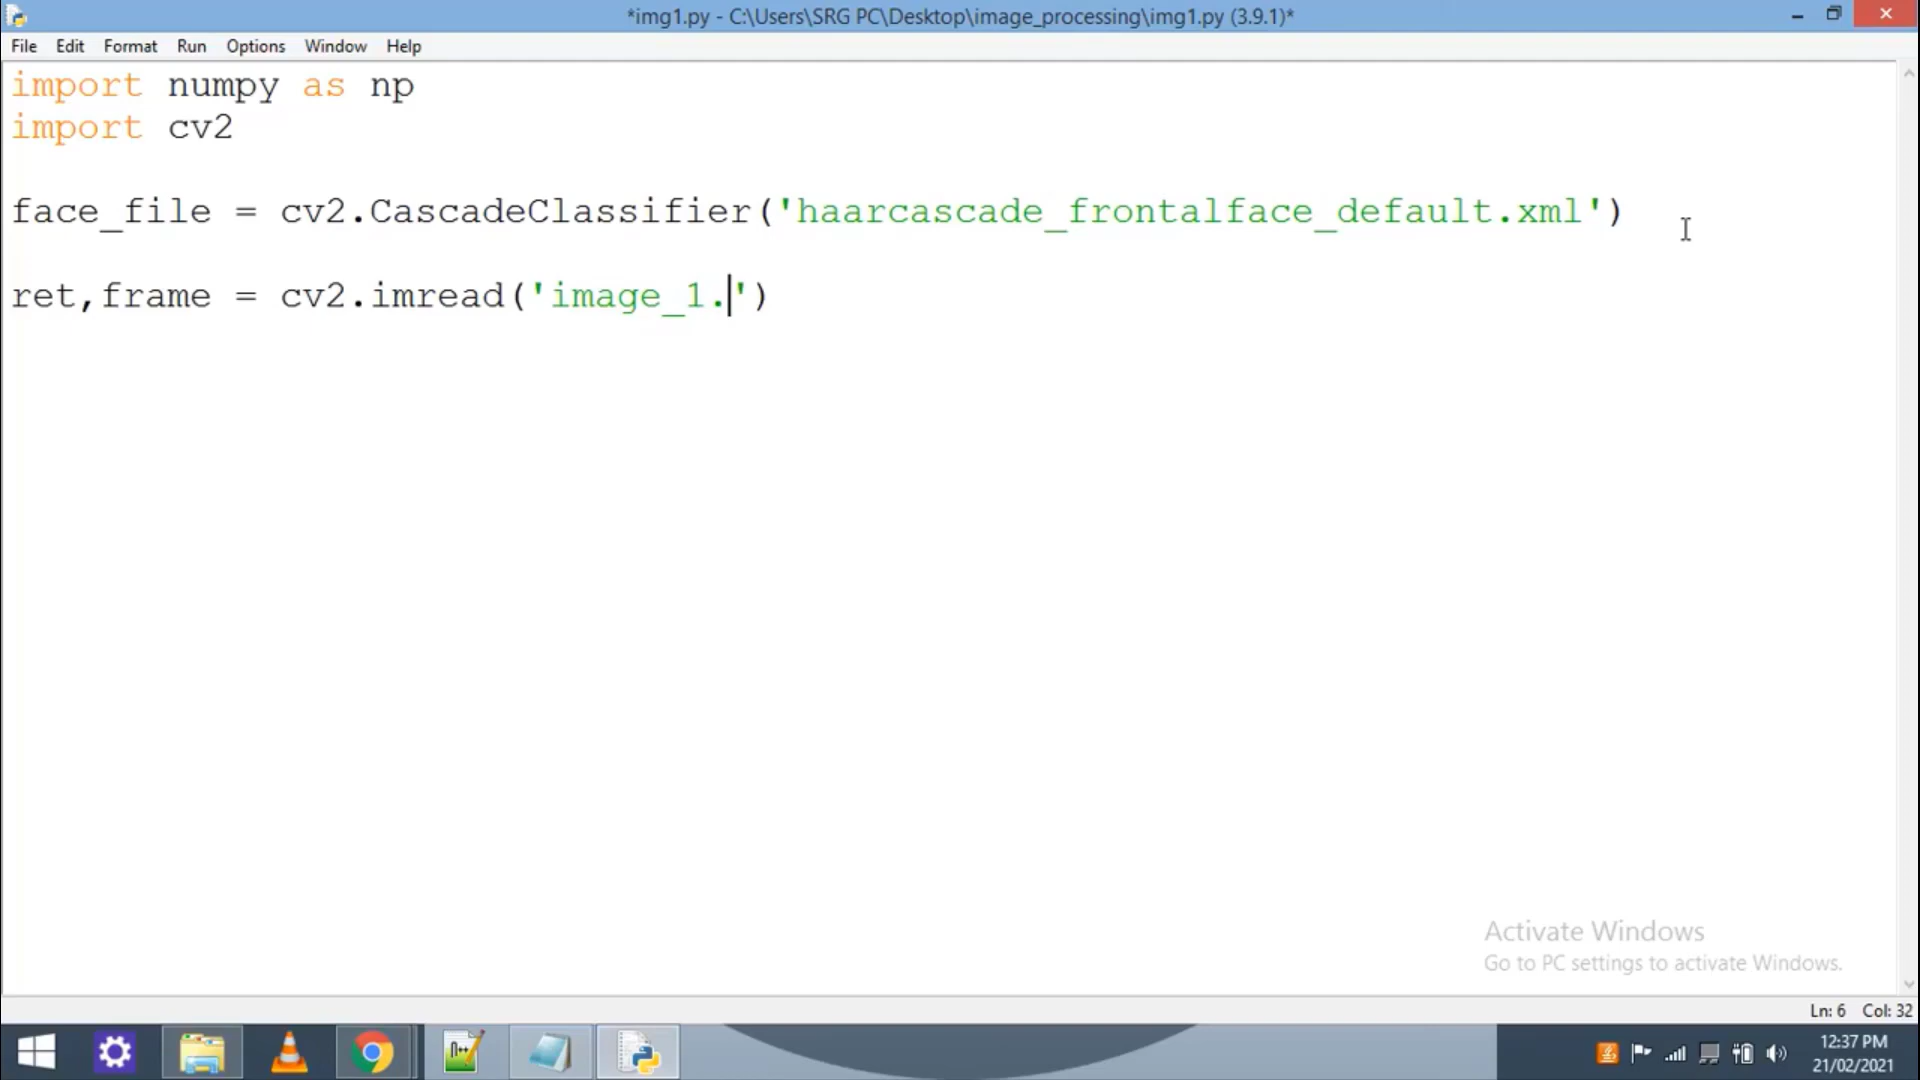 *img1.py - C:\Users\SRG PC\Desktop\image_processing\img1.py (3.9.1)*
File Edit Format Run Options Window Help
import numpy as np
import cv2
face_file = cv2.CascadeClassifier('haarcascade_frontalface_default.xml')
ret,frame = cv2.imread('image_1.')
Activate Windows
Go to PC settings to activate Windows.
Ln: 6 Col: 32
12:37 PM
21/02/2021